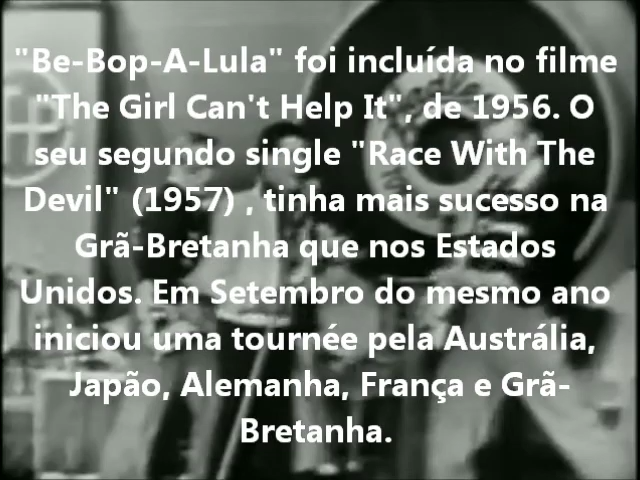 "Be-Bop-A-Lula" foi incluída no filme
"The Girl Can't Help It", de 1956. O
seu segundo single "Race With The
Devil" (1957) , tinha mais sucesso na
Grã-Bretanha que nos Estados
Unidos. Em Setembro do mesmo ano
iniciou uma tournée pela Austrália,
Japão, Alemanha, França e Grã-
Bretanha.